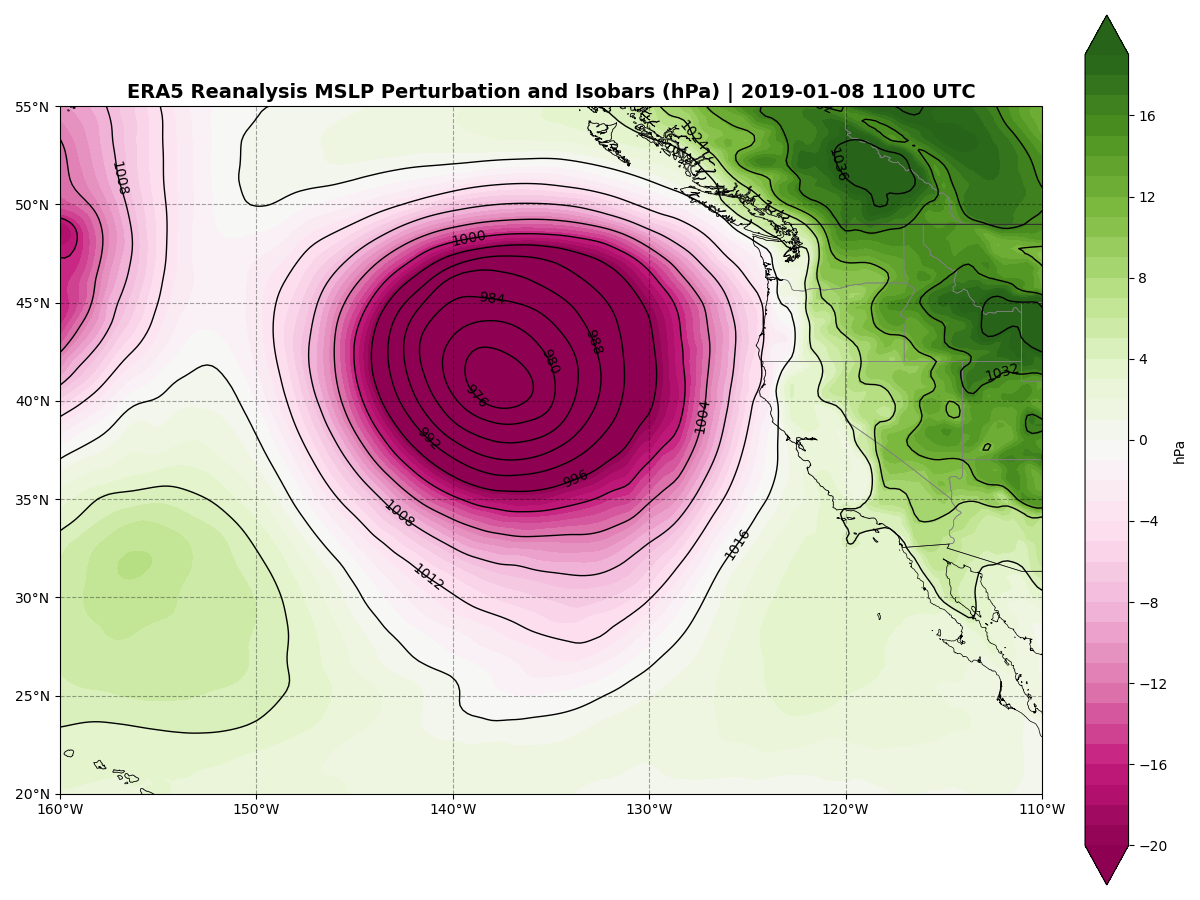 ERA5 Reanalysis MSLP Perturbation and Isobars (hPa) | 2019-01-08 1100 UTC
55°N
50°N
45°N
40°N
35°N
30°N
25°N
20°N
160°W
150°W
140°W
130°W
120°W
110°W
1008
1000
984
988
980
976
992
996
1004
1008
1012
1016
1024
1036
1032
16
12
8
4
0
−4
−8
−12
−16
−20
hPa